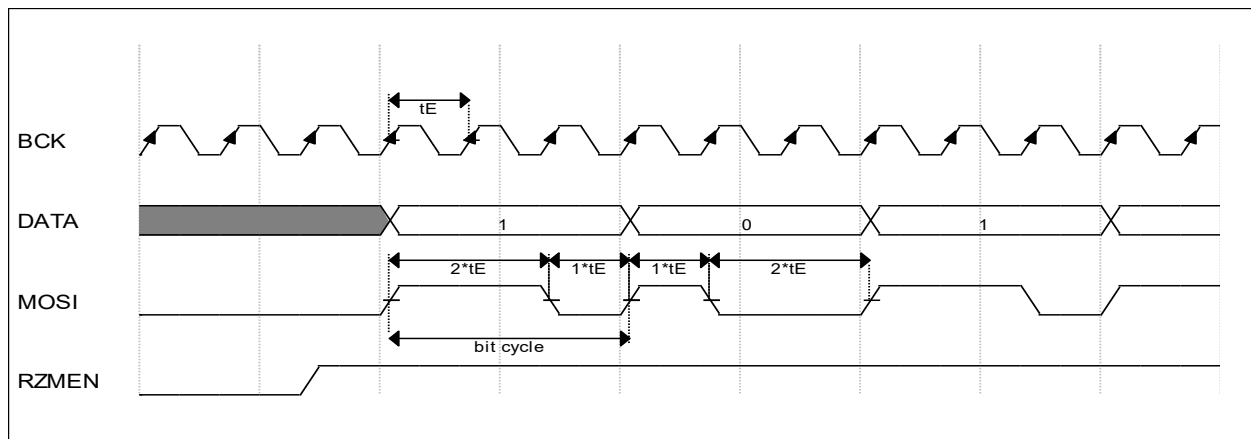 tE
BCK
DATA 1 0 1
2*tE 1*tE 1*tE 2*tE
MOSI
bit cycle
RZMEN